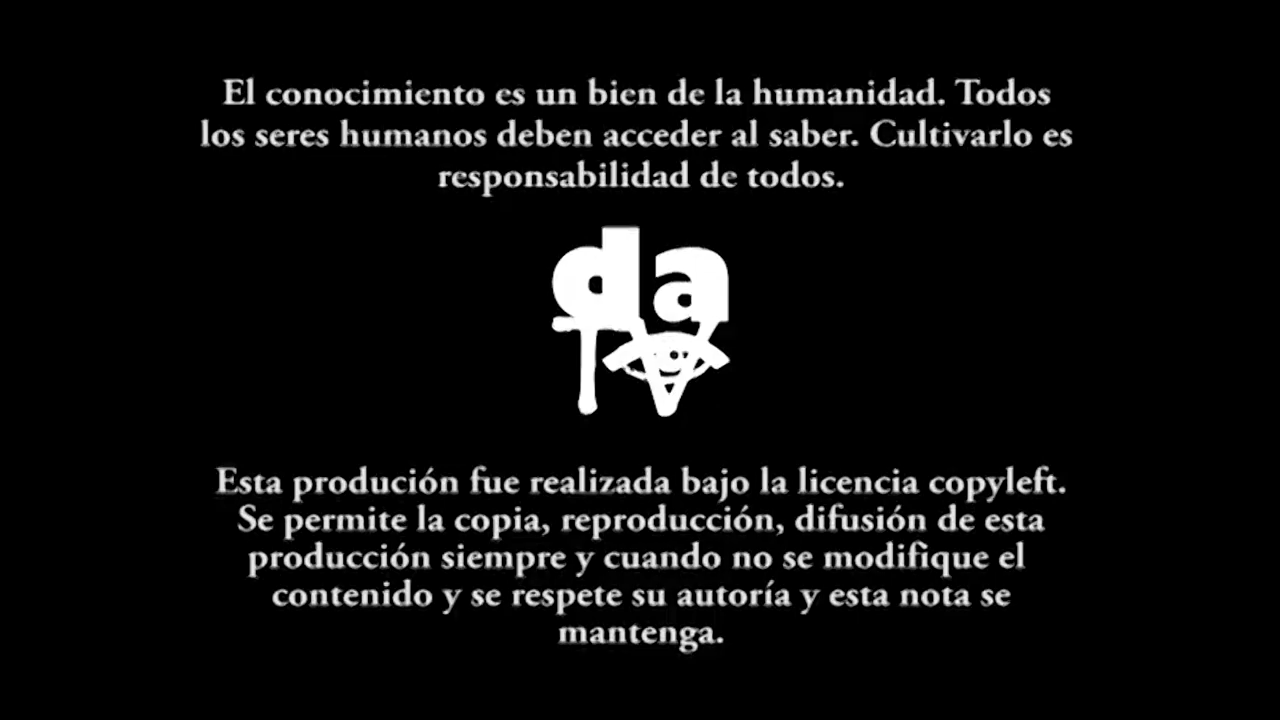 El conocimiento es un bien de la humanidad. Todos
los seres humanos deben acceder al saber. Cultivarlo es
responsabilidad de todos.
da
TV
Esta produción fue realizada bajo la licencia copyleft.
Se permite la copia, reproducción, difusión de esta
producción siempre y cuando no se modifique el
contenido y se respete su autoría y esta nota se
mantenga.